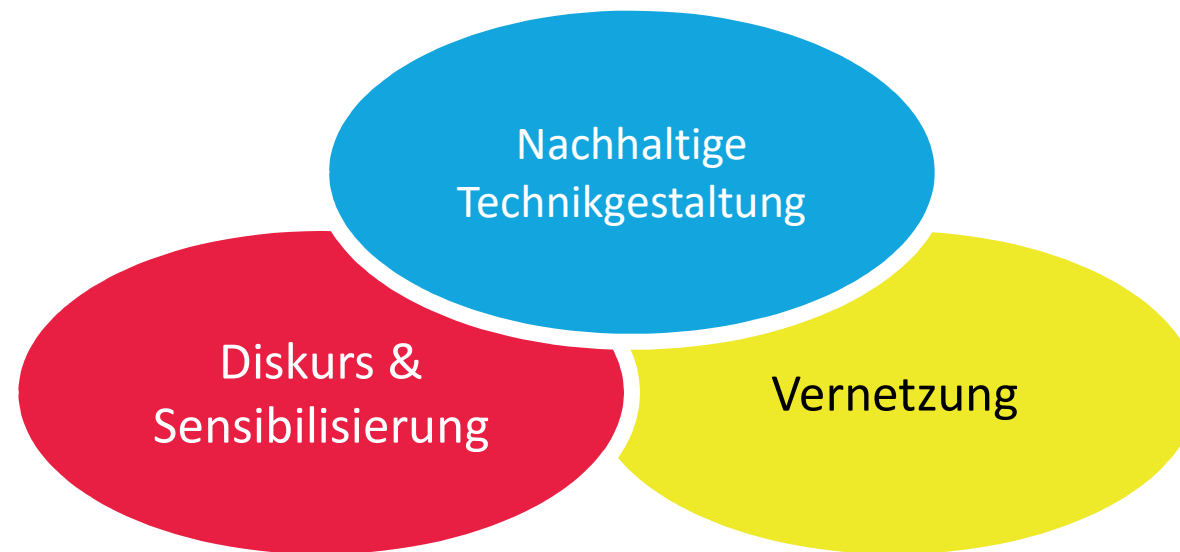 Nachhaltige
Technikgestaltung
Diskurs &
Sensibilisierung
Vernetzung